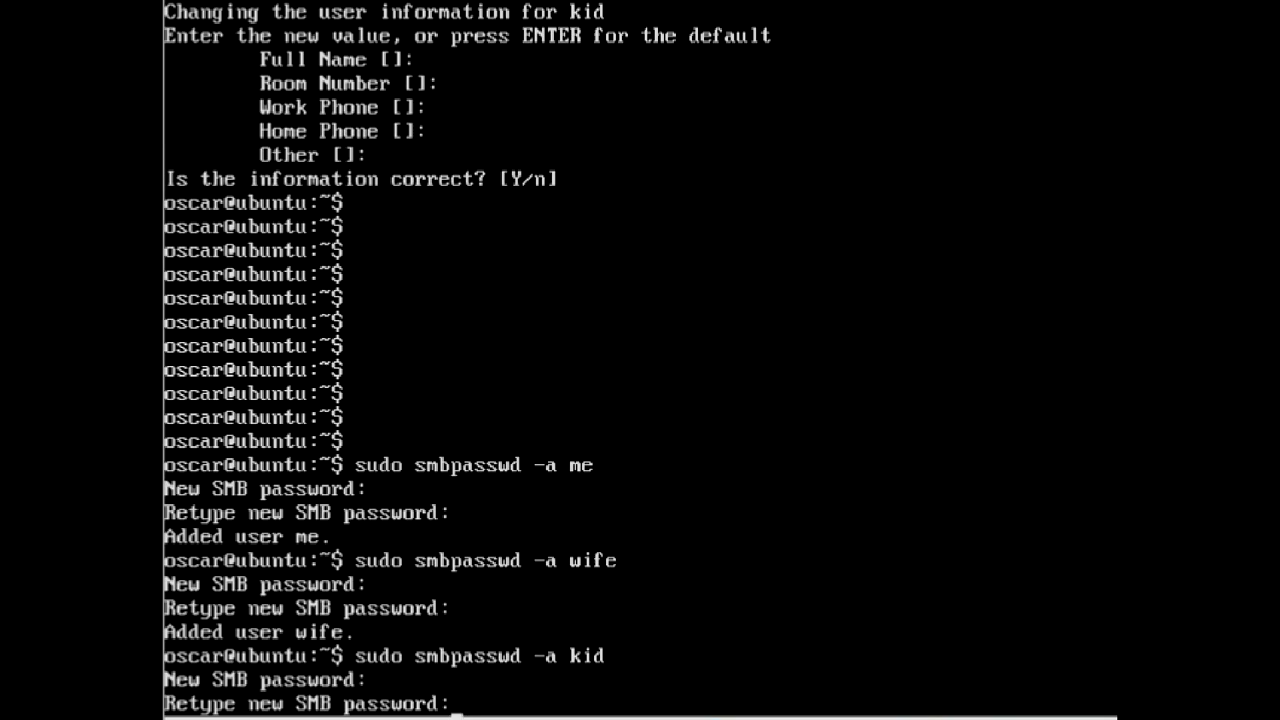 Changing the user information for kid
Enter the new value, or press ENTER for the default
Full Name []:
Room Number []:
Work Phone []:
Home Phone []:
Other []:
Is the information correct? [Y/n]
oscar@ubuntu:~$
oscar@ubuntu:~$
oscar@ubuntu:~$
oscar@ubuntu:~$
oscar@ubuntu:~$
oscar@ubuntu:~$
oscar@ubuntu:~$
oscar@ubuntu:~$
oscar@ubuntu:~$
oscar@ubuntu:~$
oscar@ubuntu:~$
oscar@ubuntu:~$ sudo smbpasswd -a me
New SMB password:
Retype new SMB password:
Added user me.
oscar@ubuntu:~$ sudo smbpasswd -a wife
New SMB password:
Retype new SMB password:
Added user wife.
oscar@ubuntu:~$ sudo smbpasswd -a kid
New SMB password:
Retype new SMB password: